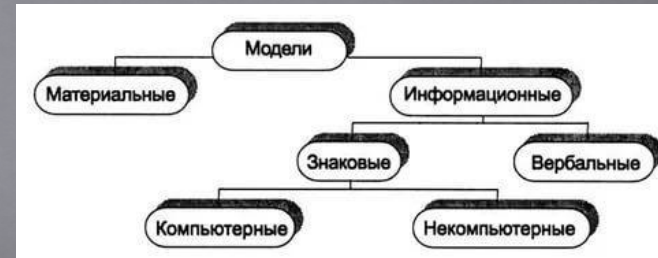 Модели
Материальные
Информационные
Знаковые
Вербальные
Компьютерные
Некомпьютерные